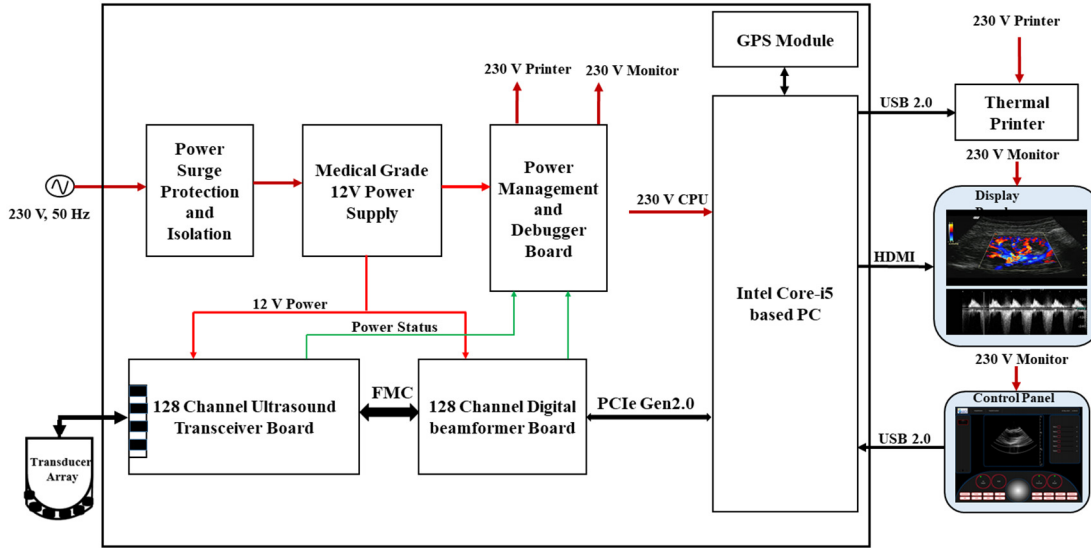 230 V Printer
GPS Module
230 V Printer
230 V Monitor
USB 2.0
Thermal
Printer
Power
Surge
Protection
and
Isolation
Medical Grade
12V Power
Supply
Power
Management
and
Debugger
Board
230 V Monitor
230 V, 50 Hz
230 V CPU
Display
HDMI
Intel Core-i5
based PC
12 V Power
Power Status
230 V Monitor
FMC
PCIe Gen2.0
128 Channel Ultrasound
Transceiver Board
128 Channel Digital
beamformer Board
Control Panel
USB 2.0
Transducer
Array